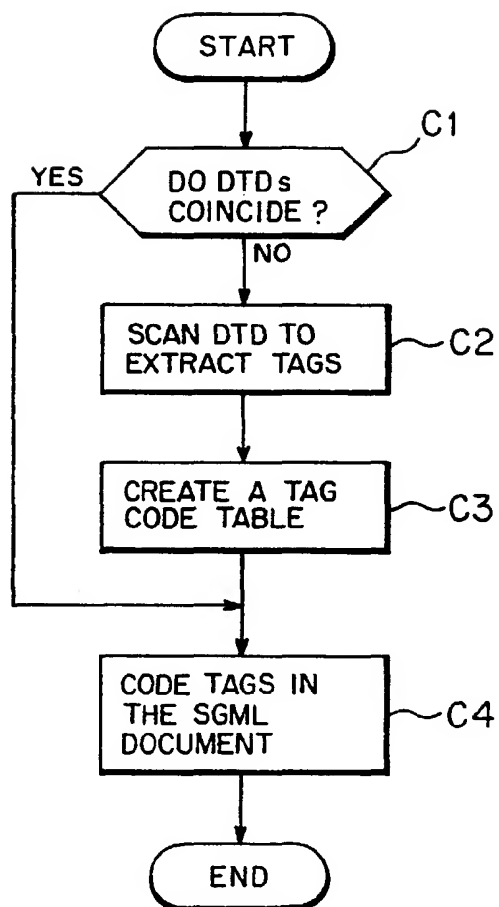 START
C1
YES
DO DTDs
COINCIDE ?
NO
SCAN DTD TO
EXTRACT TAGS
C2
CREATE A TAG
CODE TABLE
C3
CODE TAGS IN
THE SGML
DOCUMENT
C4
END